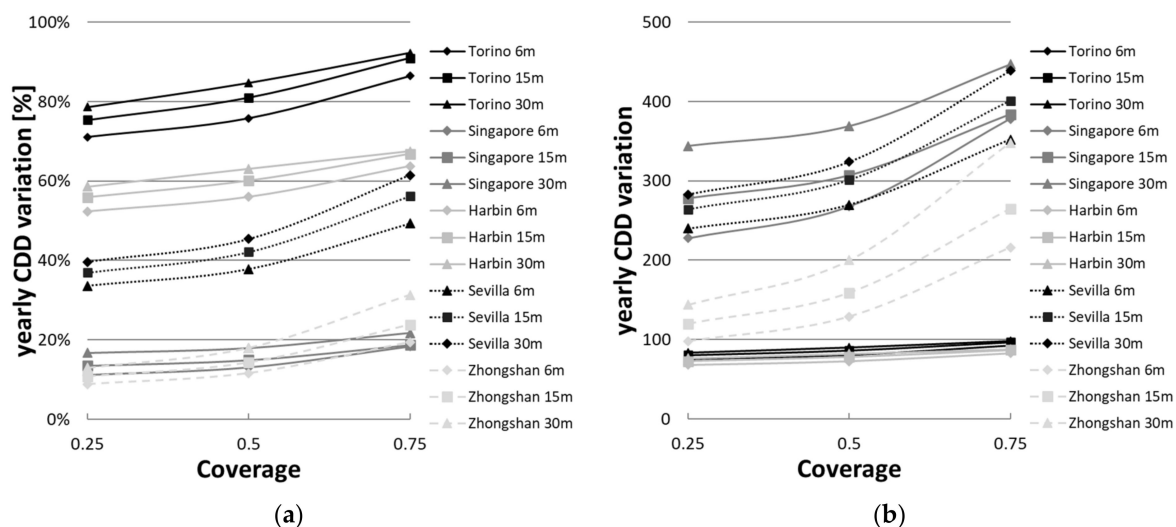 100%
80%
60%
40%
20%
0%
yearly CDD variation [%]
0.25
0.5
0.75
Coverage
Torino 6m
Torino 15m
Torino 30m
Singapore 6m
Singapore 15m
Singapore 30m
Harbin 6m
Harbin 15m
Harbin 30m
Sevilla 6m
Sevilla 15m
Sevilla 30m
Zhongshan 6m
Zhongshan 15m
Zhongshan 30m
(a)
500
400
300
200
100
0
yearly CDD variation
0.25
0.5
0.75
Coverage
Torino 6m
Torino 15m
Torino 30m
Singapore 6m
Singapore 15m
Singapore 30m
Harbin 6m
Harbin 15m
Harbin 30m
Sevilla 6m
Sevilla 15m
Sevilla 30m
Zhongshan 6m
Zhongshan 15m
Zhongshan 30m
(b)